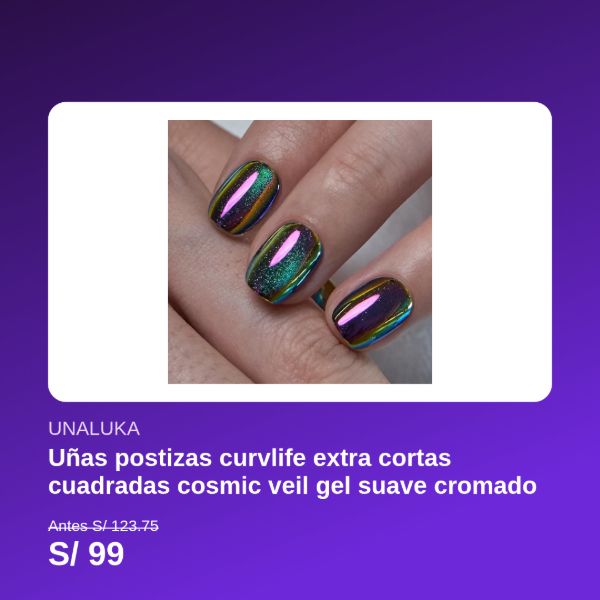 UNALUKA
Uñas postizas curvlife extra cortas
cuadradas cosmic veil gel suave cromado
Antes S/ 123.75
S/ 99